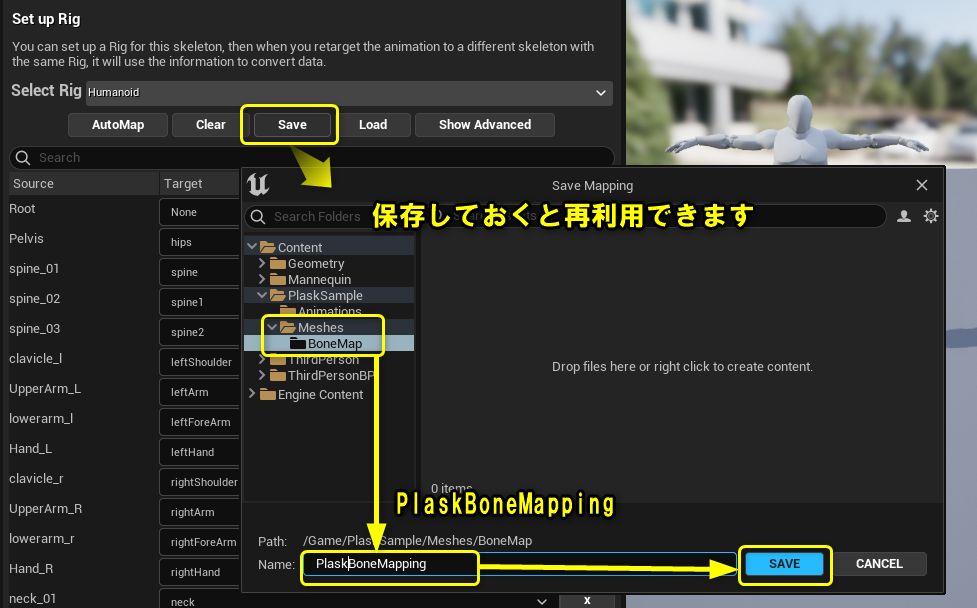 Set up Rig
You can set up a Rig for this skeleton, then when you retarget the animation to a different skeleton with
the same Rig, it will use the information to convert data.
Select Rig Humanoid
AutoMap Clear Save Load Show Advanced
Search
Source Target
Root None
Pelvis hips
spine_01 spine
spine_02 spine1
spine_03 spine2
clavicle_l leftShoulder
UpperArm_L leftArm
lowerarm_l leftForeArm
Hand_L leftHand
clavicle_r rightShoulder
UpperArm_R rightArm
lowerarm_r rightForeArm
Hand_R rightHand
neck_01 neck x
Save Mapping
Search Folders
保存しておくと再利用できます
Content
Geometry
Mannequin
PlaskSample
Animations
Meshes
BoneMap
ThirdPerson
ThirdPersonBP
Engine Content
Drop files here or right click to create content.
0 items
PlaskBoneMapping
Path: /Game/PlaskSample/Meshes/BoneMap
Name: PlaskBoneMapping
SAVE CANCEL